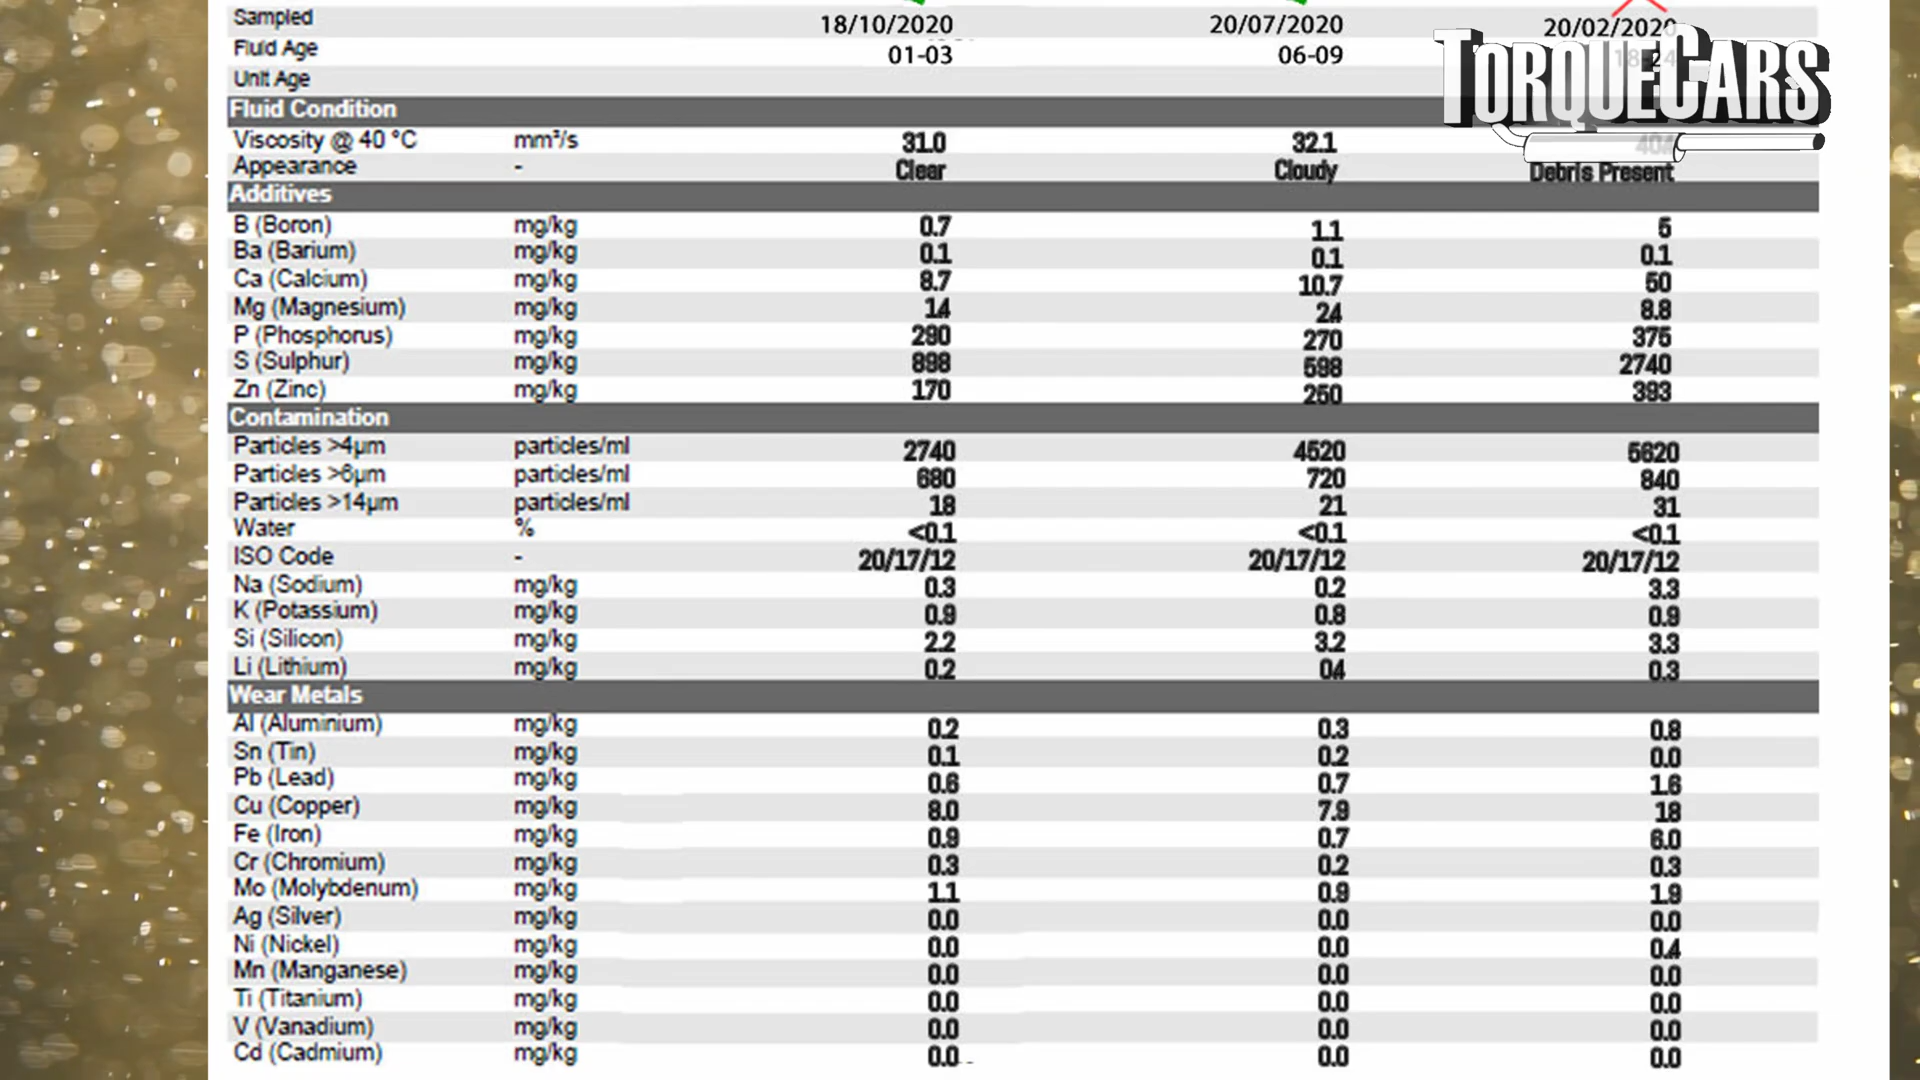 Sampled 18/10/2020 20/07/2020 20/02/2020
Fluid Age 01-03 06-09 18-24
Unit Age
TORQUECARS
Fluid Condition
Viscosity @ 40 °C mm²/s 31.0 32.1
Appearance - Clear Cloudy Debris Present
Additives
B (Boron) mg/kg 0.7 1.1 5
Ba (Barium) mg/kg 0.1 0.1 0.1
Ca (Calcium) mg/kg 8.7 10.7 50
Mg (Magnesium) mg/kg 14 24 8.8
P (Phosphorus) mg/kg 290 270 375
S (Sulphur) mg/kg 898 598 2740
Zn (Zinc) mg/kg 170 250 393
Contamination
Particles >4µm particles/ml 2740 4520 5620
Particles >6µm particles/ml 680 720 840
Particles >14µm particles/ml 18 21 31
Water % <0.1 <0.1 <0.1
ISO Code - 20/17/12 20/17/12 20/17/12
Na (Sodium) mg/kg 0.3 0.2 3.3
K (Potassium) mg/kg 0.9 0.8 0.9
Si (Silicon) mg/kg 2.2 3.2 3.3
Li (Lithium) mg/kg 0.2 04 0.3
Wear Metals
Al (Aluminium) mg/kg 0.2 0.3 0.8
Sn (Tin) mg/kg 0.1 0.2 0.0
Pb (Lead) mg/kg 0.6 0.7 1.6
Cu (Copper) mg/kg 8.0 7.9 18
Fe (Iron) mg/kg 0.9 0.7 6.0
Cr (Chromium) mg/kg 0.3 0.2 0.3
Mo (Molybdenum) mg/kg 1.1 0.9 1.9
Ag (Silver) mg/kg 0.0 0.0 0.0
Ni (Nickel) mg/kg 0.0 0.0 0.4
Mn (Manganese) mg/kg 0.0 0.0 0.0
Ti (Titanium) mg/kg 0.0 0.0 0.0
V (Vanadium) mg/kg 0.0 0.0 0.0
Cd (Cadmium) mg/kg 0.0 0.0 0.0